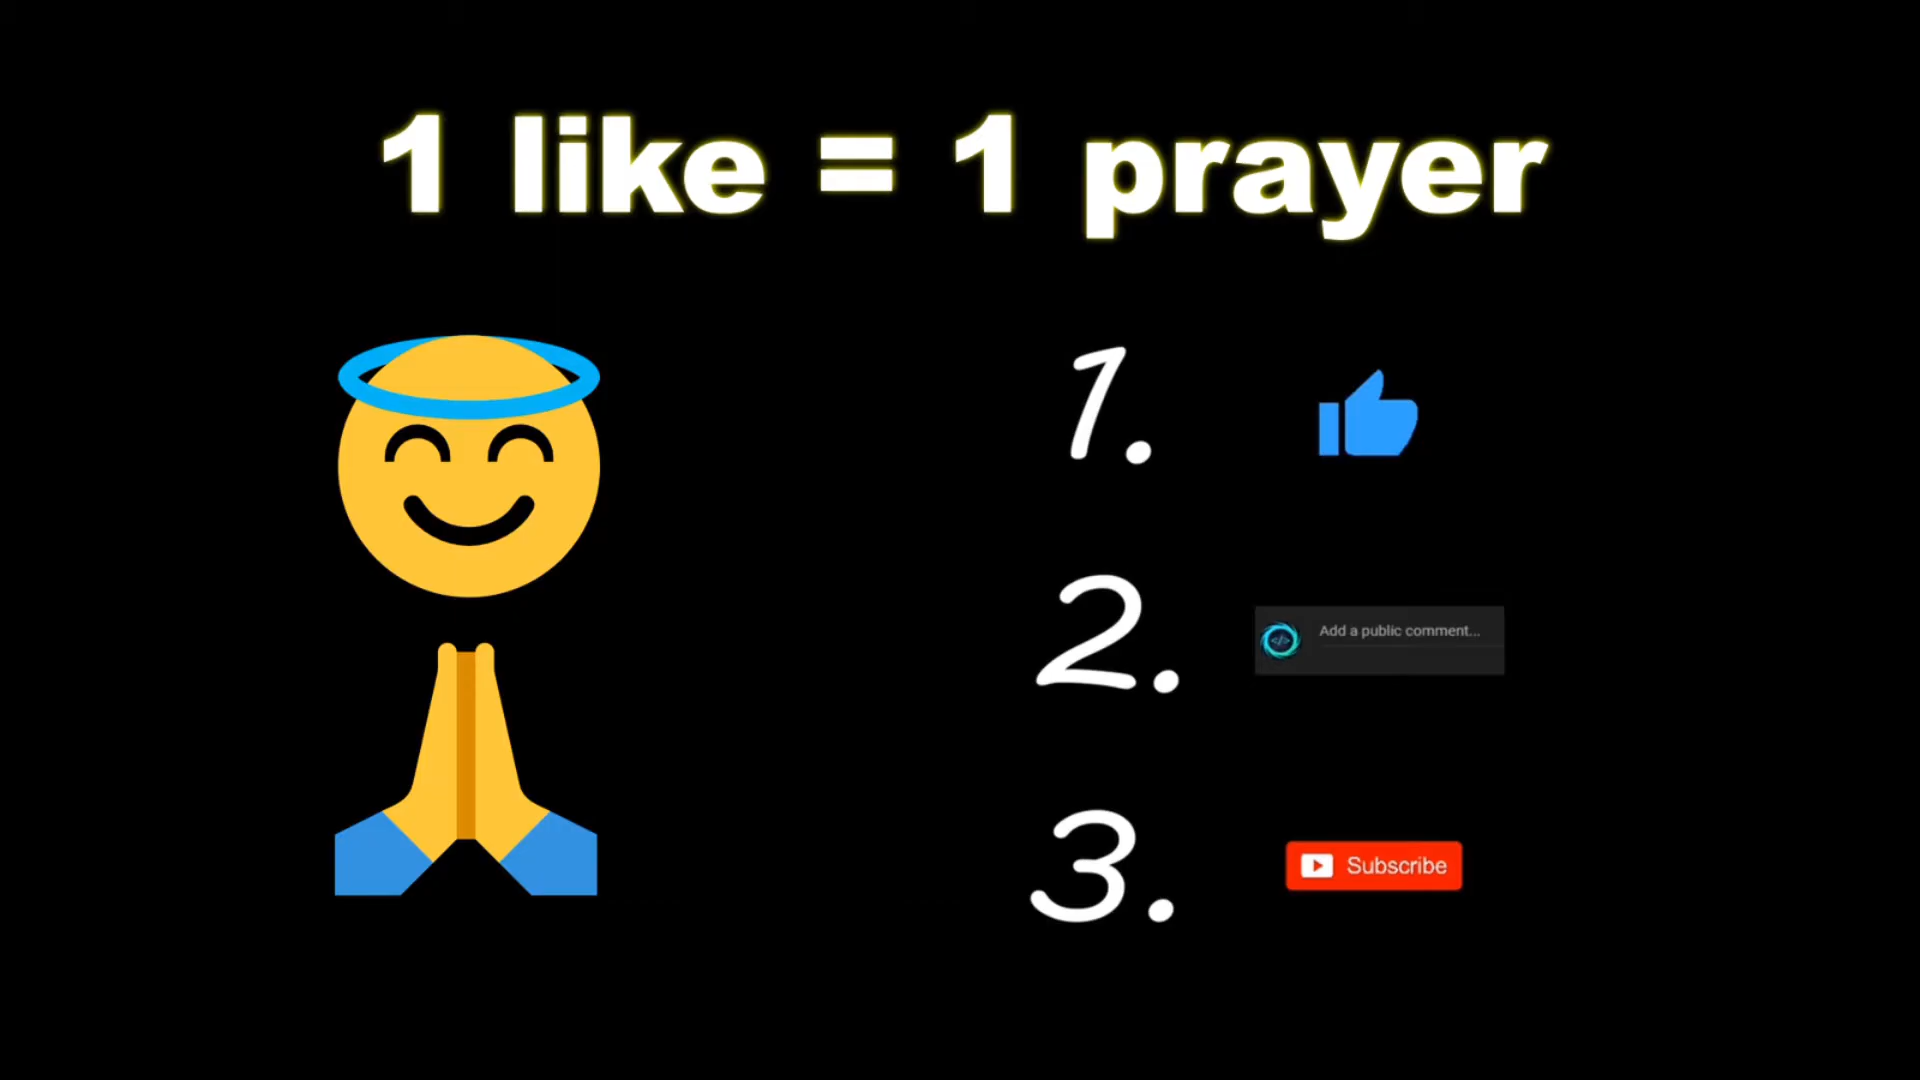 1 like = 1 prayer
1.
2.
Add a public comment...
3.
Subscribe